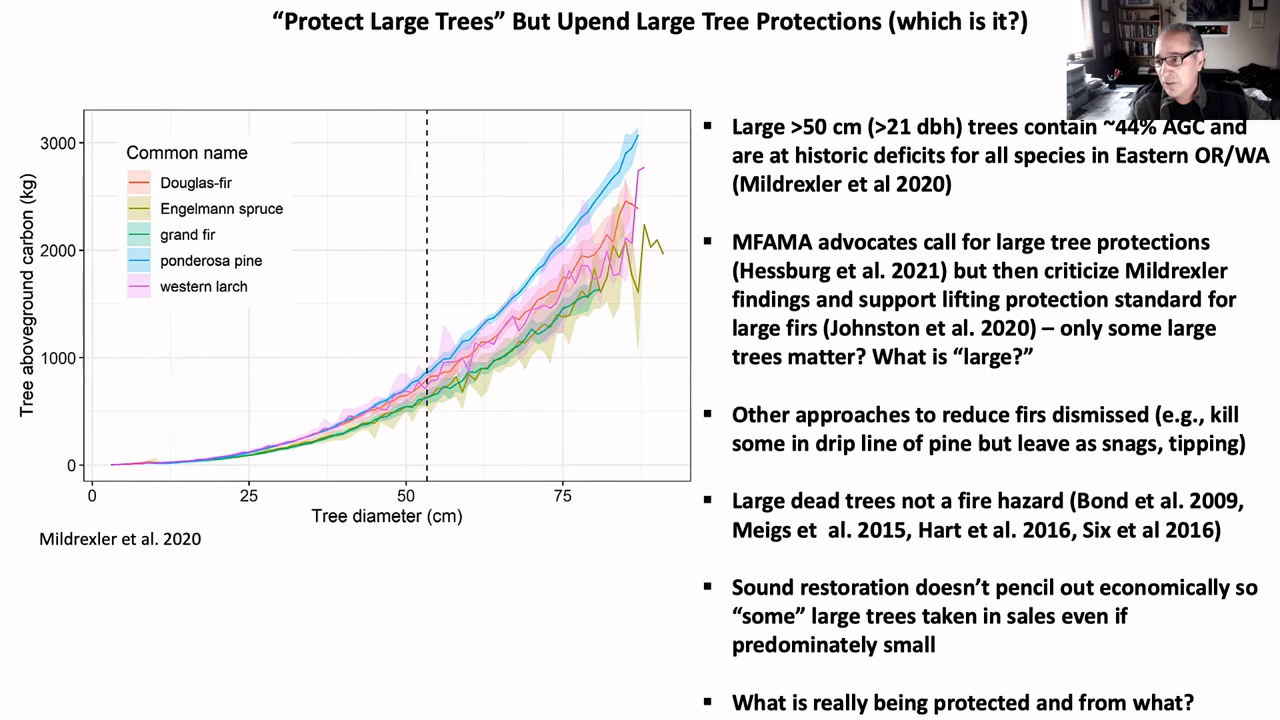 “Protect Large Trees” But Upend Large Tree Protections (which is it?)
3000
2000
1000
0
Tree aboveground carbon (kg)
Common name
Douglas-fir
Engelmann spruce
grand fir
ponderosa pine
western larch
0
25
50
75
Tree diameter (cm)
Mildrexler et al. 2020
▪ Large >50 cm (>21 dbh) trees contain ~44% AGC and
are at historic deficits for all species in Eastern OR/WA
(Mildrexler et al 2020)
▪ MFAMA advocates call for large tree protections
(Hessburg et al. 2021) but then criticize Mildrexler
findings and support lifting protection standard for
large firs (Johnston et al. 2020) – only some large
trees matter? What is “large?”
▪ Other approaches to reduce firs dismissed (e.g., kill
some in drip line of pine but leave as snags, tipping)
▪ Large dead trees not a fire hazard (Bond et al. 2009,
Meigs et  al. 2015, Hart et al. 2016, Six et al 2016)
▪ Sound restoration doesn’t pencil out economically so
“some” large trees taken in sales even if
predominately small
▪ What is really being protected and from what?